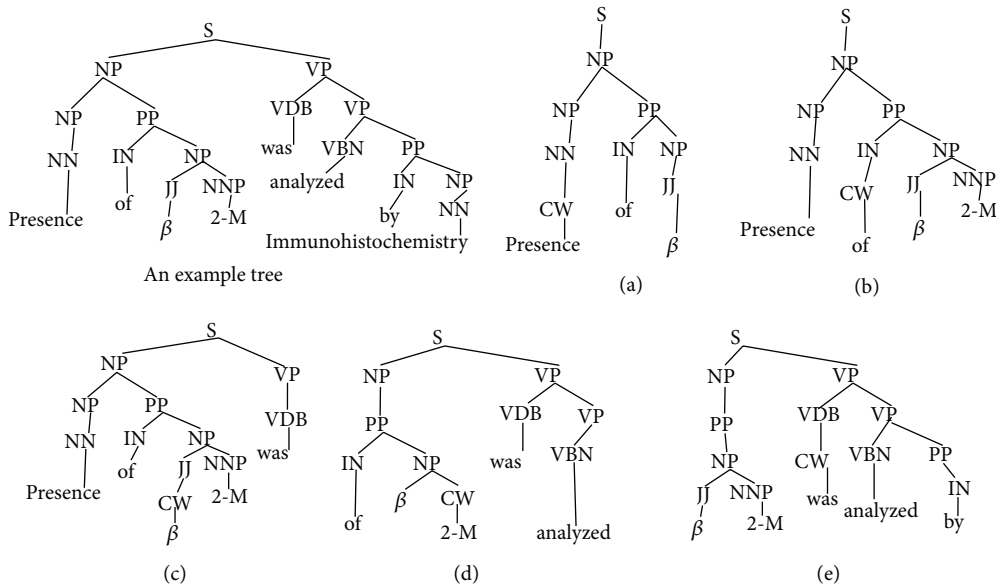 S
NP VP
NP PP VDB VP
NN IN NP was VBN PP
Presence of JJ NNP analyzed IN NP
β 2-M by NN
Immunohistochemistry
An example tree
S
NP
NP PP
NN IN NP
CW of JJ
Presence β
(a)
S
NP
NP PP
NN IN NP
CW JJ NNP
Presence of β 2-M
(b)
S
NP VP
NP PP VDB
NN IN NP was
of JJ NNP
Presence CW 2-M
β
(c)
S
NP VP
PP VDB VP
IN NP was VBN
β CW
of 2-M analyzed
(d)
S
NP VP
PP VDB VP
NP CW VBN PP
JJ NNP was IN
β 2-M analyzed by
(e)